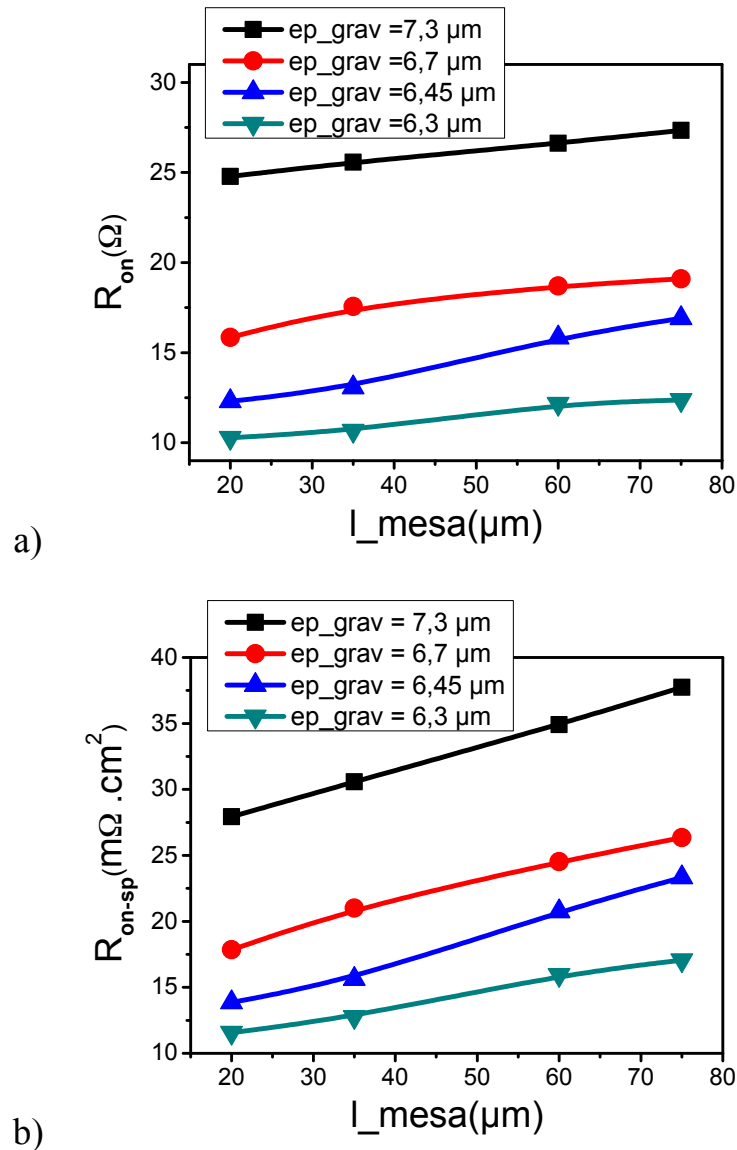 ep_grav =7,3 µm
ep_grav =6,7 µm
ep_grav =6,45 µm
ep_grav =6,3 µm
30
25
20
15
10
R_on(Ω)
20 30 40 50 60 70 80
l_mesa(µm)
a)
ep_grav = 7,3 µm
ep_grav = 6,7 µm
ep_grav = 6,45 µm
ep_grav = 6,3 µm
40
35
30
25
20
15
10
R_on-sp(mΩ .cm²)
20 30 40 50 60 70 80
l_mesa(µm)
b)